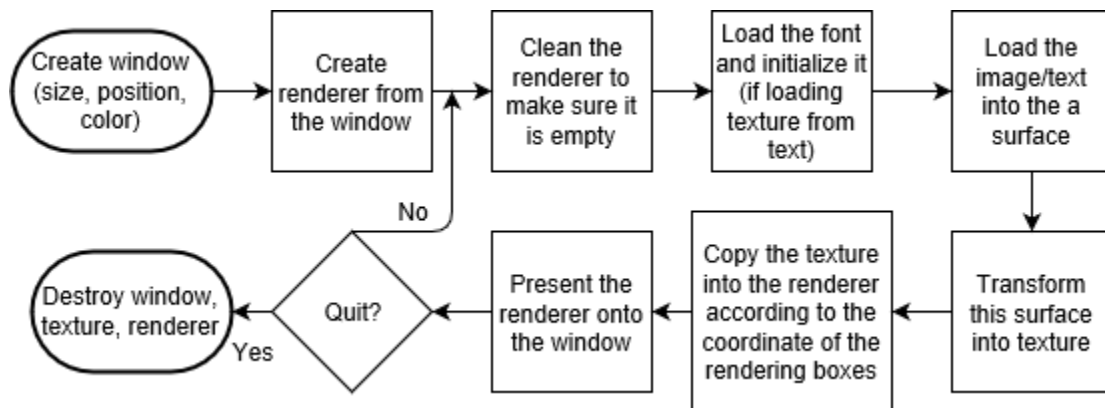 Create window
(size, position,
color)
Create
renderer from
the window
Clean the
renderer to
make sure it
is empty
Load the font
and initialize it
(if loading
texture from
text)
Load the
image/text
into the a
surface
No
Destroy window,
texture, renderer
Yes
Quit?
Present the
renderer onto
the window
Copy the texture
into the renderer
according to the
coordinate of the
rendering boxes
Transform
this surface
into texture